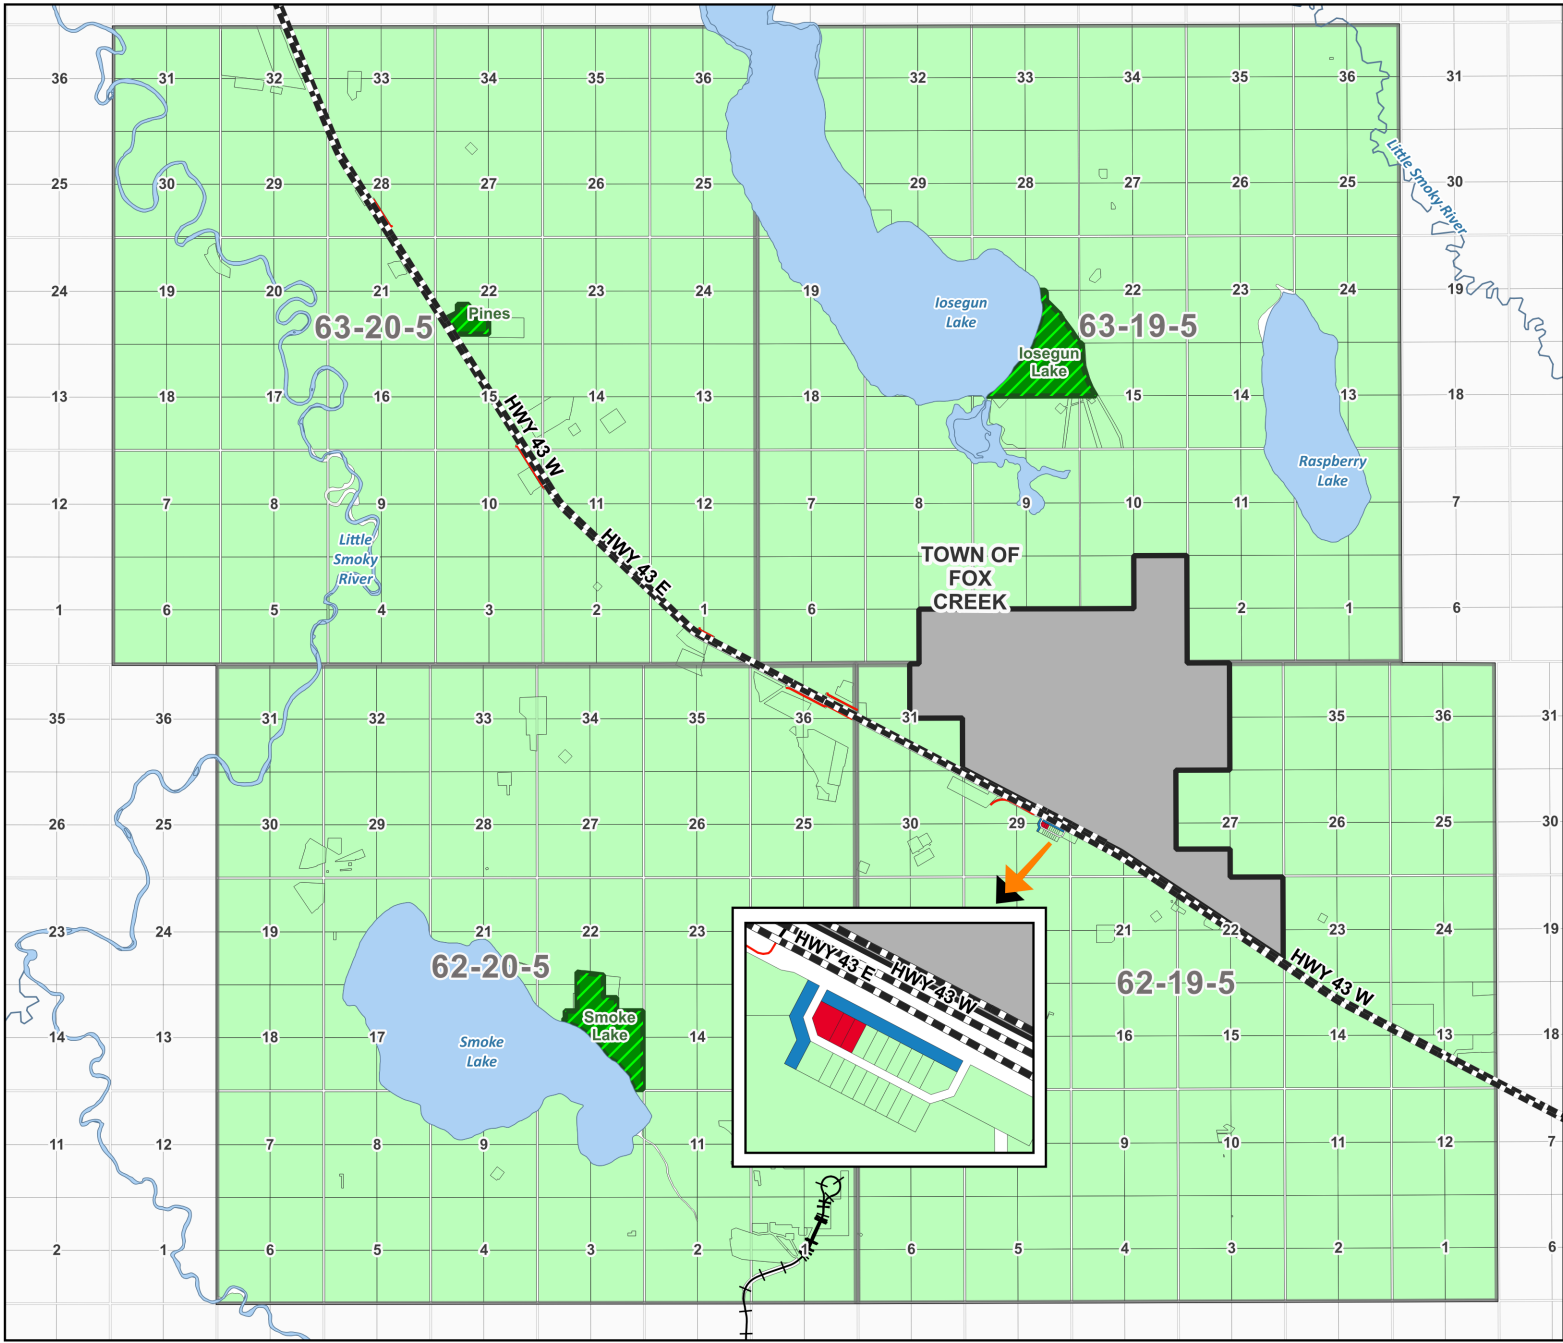 36 31 32 33 34 35 36 32 33 34 35 36 31
25 30 29 28 27 26 25 29 28 27 26 25 30
Little Smoky River
24 19 20 21 22 23 24 19 22 23 24 19
Pines
63-20-5
Iosegun
Lake
63-19-5
Iosegun
Lake
13 18 17 16 15 14 13 18 15 14 13 18
HWY 43 W
Raspberry
Lake
12 7 8 9 10 11 12 7 8 9 10 11 7
Little
Smoky
River
HWY 43 E
TOWN OF
FOX
CREEK
1 6 5 4 3 2 1 6 2 1 6
35 36 31 32 33 34 35 36 31 35 36 31
26 25 30 29 28 27 26 25 30 29 27 26 25 30
23 24 19 20 21 22 23 21 22 23 24 19
62-20-5
HWY 43 E
HWY 43 W
62-19-5
HWY 43 W
Smoke
Lake
14 13 18 17 14 16 15 14 13 18
Smoke
Lake
11 12 7 8 9 11 9 10 11 12 7
2 1 6 5 4 3 2 1 6 5 4 3 2 1 6